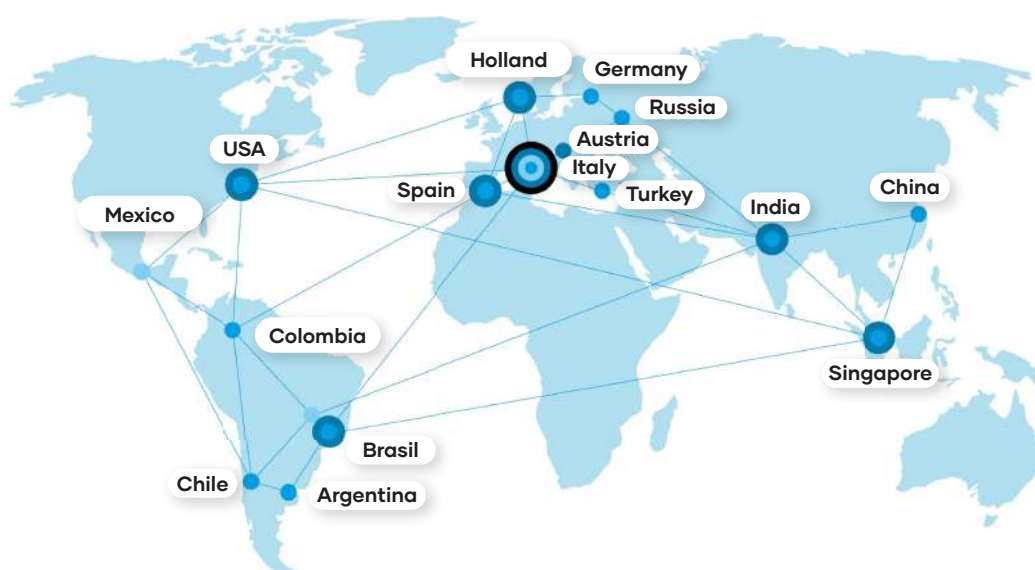 Holland
Germany
Russia
USA
Austria
Italy
Spain
Turkey
China
Mexico
India
Colombia
Singapore
Brasil
Chile
Argentina